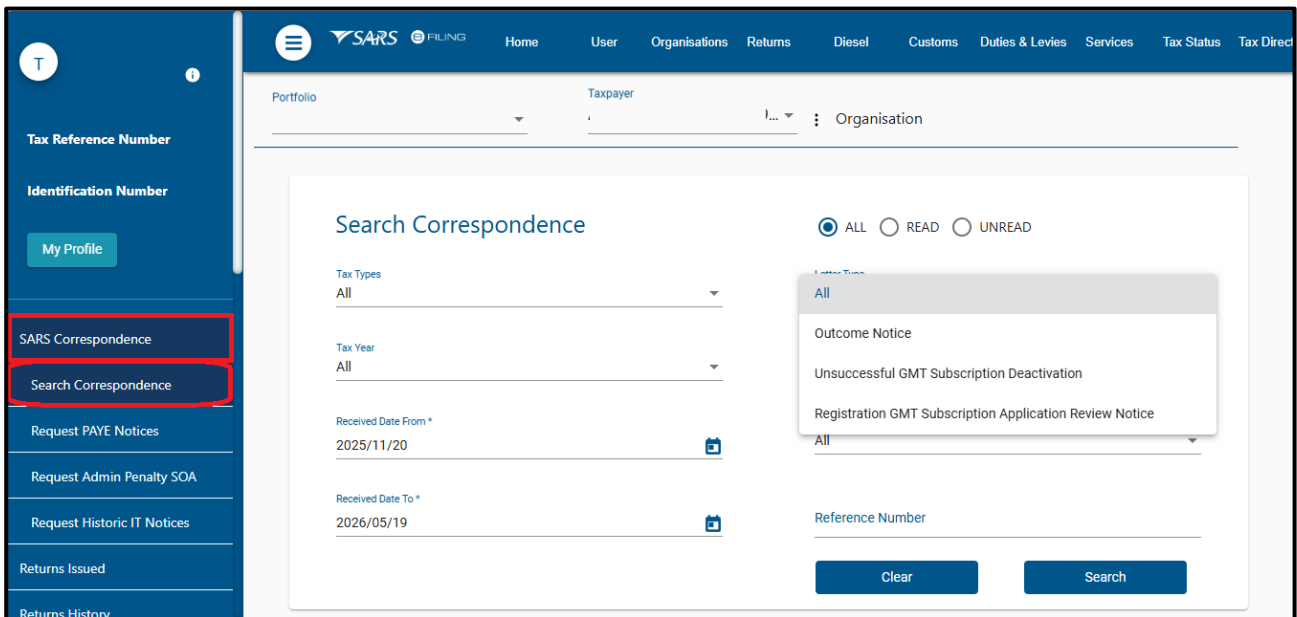 T
Tax Reference Number
Identification Number
My Profile
SARS Correspondence
Search Correspondence
Request PAYE Notices
Request Admin Penalty SOA
Request Historic IT Notices
Returns Issued
Returns History
SARS e FILING Home User Organisations Returns Diesel Customs Duties & Levies Services Tax Status Tax Direct
Portfolio
Taxpayer
Organisation
Search Correspondence
ALL READ UNREAD
Tax Types
All
Letter Type
All
Outcome Notice
Unsuccessful GMT Subscription Deactivation
Registration GMT Subscription Application Review Notice
All
Tax Year
All
Received Date From *
2025/11/20
Received Date To *
2026/05/19
Reference Number
Clear Search